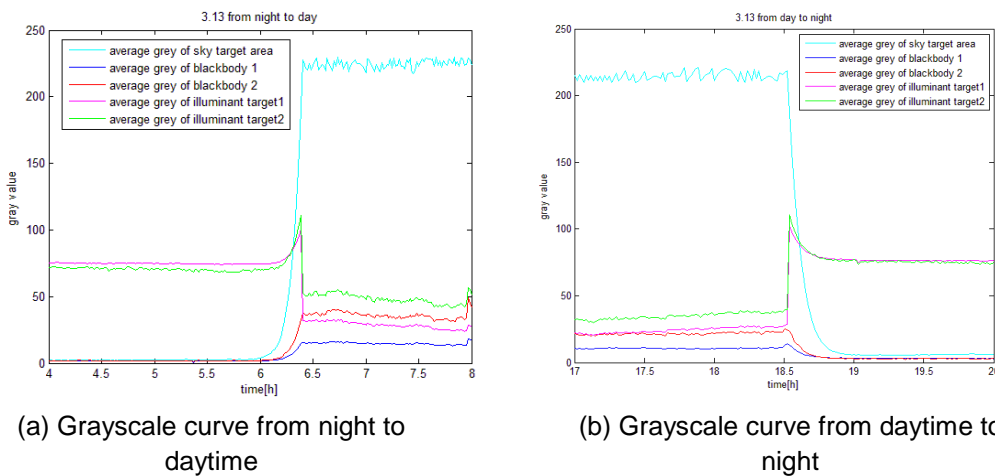 3.13 from night to day
250
200
150
100
50
0
gray value
average grey of sky target area
average grey of blackbody 1
average grey of blackbody 2
average grey of illuminant target1
average grey of illuminant target2
4 4.5 5 5.5 6 6.5 7 7.5 8
time[h]
(a) Grayscale curve from night to
daytime
3.13 from day to night
250
200
150
100
50
0
gray value
average grey of sky target area
average grey of blackbody 1
average grey of blackbody 2
average grey of illuminant target1
average grey of illuminant target2
17 17.5 18 18.5 19 19.5 20
time[h]
(b) Grayscale curve from daytime to
night